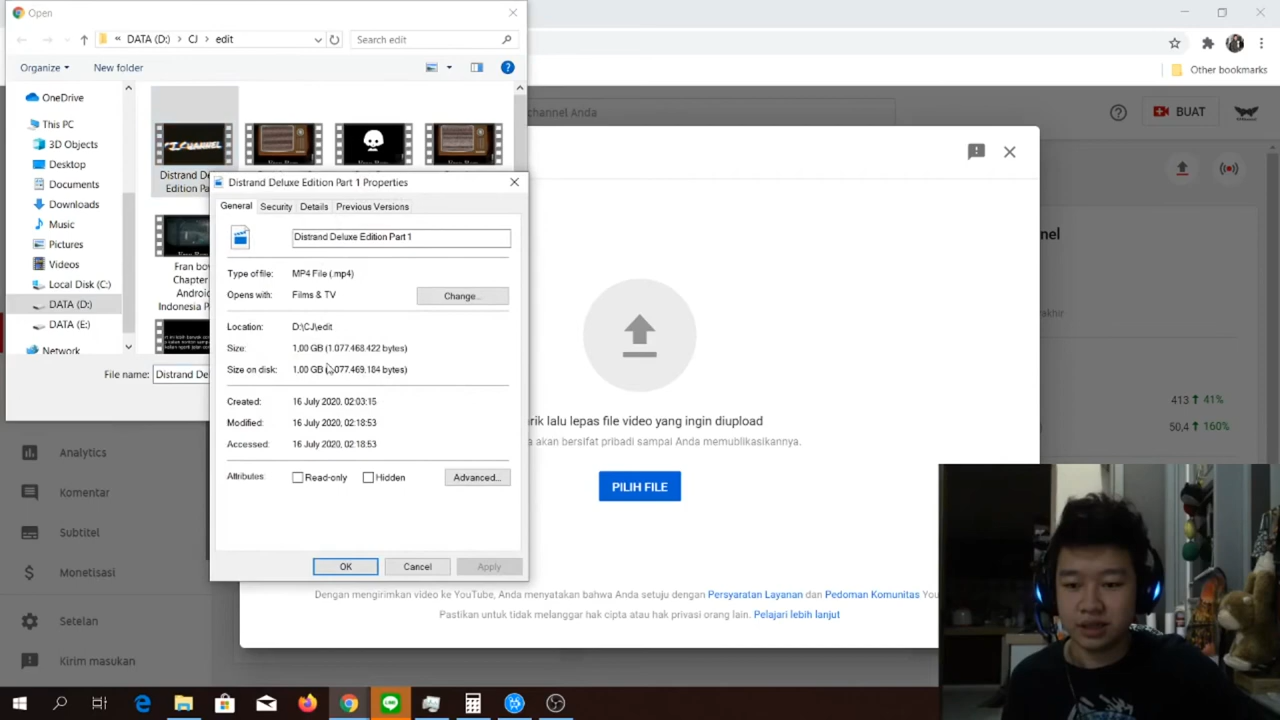 Open
« DATA (D:) > CJ > edit
Search edit
Organize
New folder
OneDrive
This PC
3D Objects
Desktop
Documents
Downloads
Music
Pictures
Videos
Local Disk (C:)
DATA (D:)
DATA (E:)
Network
Distrand De
Edition Pa
Fran bow
Chapter
Android
Indonesia P
File name:
Distrand De
Distrand Deluxe Edition Part 1 Properties
General
Security
Details
Previous Versions
Distrand Deluxe Edition Part 1
Type of file: MP4 File (.mp4)
Opens with: Films & TV
Change...
Location: D:\CJ\edit
Size: 1,00 GB (1.077.468.422 bytes)
Size on disk: 1,00 GB (1.077.469.184 bytes)
Created: 16 July 2020, 02:03:15
Modified: 16 July 2020, 02:18:53
Accessed: 16 July 2020, 02:18:53
Attributes: Read-only Hidden
Advanced...
OK
Cancel
Apply
Other bookmarks
channel Anda
BUAT
nel
akhir
413 ↑ 41%
50,4 ↑ 160%
rik lalu lepas file video yang ingin diupload
akan bersifat pribadi sampai Anda memublikasikannya.
PILIH FILE
Dengan mengirimkan video ke YouTube, Anda menyatakan bahwa Anda setuju dengan Persyaratan Layanan dan Pedoman Komunitas You
Pastikan untuk tidak melanggar hak cipta atau hak privasi orang lain. Pelajari lebih lanjut
Analytics
Komentar
Subtitel
Monetisasi
Setelan
Kirim masukan